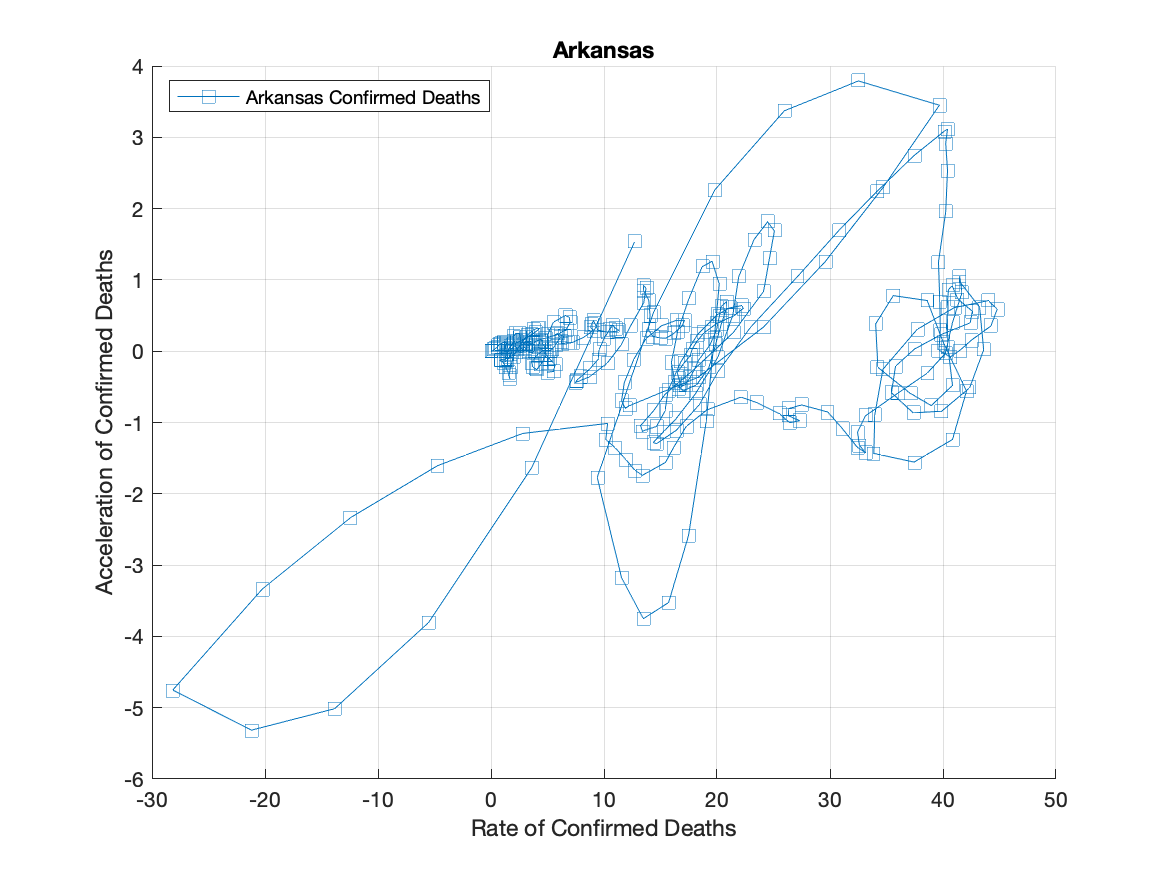 Arkansas
Arkansas Confirmed Deaths
4
3
2
1
0
-1
-2
-3
-4
-5
-6
Acceleration of Confirmed Deaths
-30 -20 -10 0 10 20 30 40 50
Rate of Confirmed Deaths